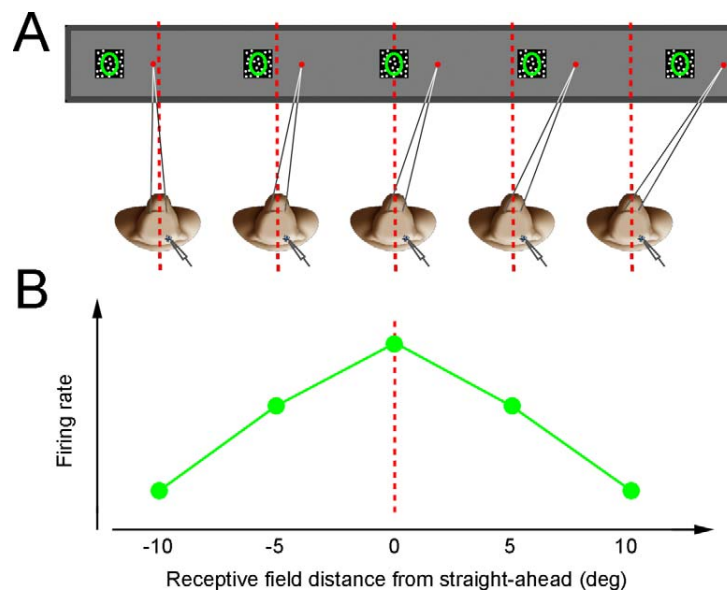 A
B
Firing rate
-10 -5 0 5 10
Receptive field distance from straight-ahead (deg)